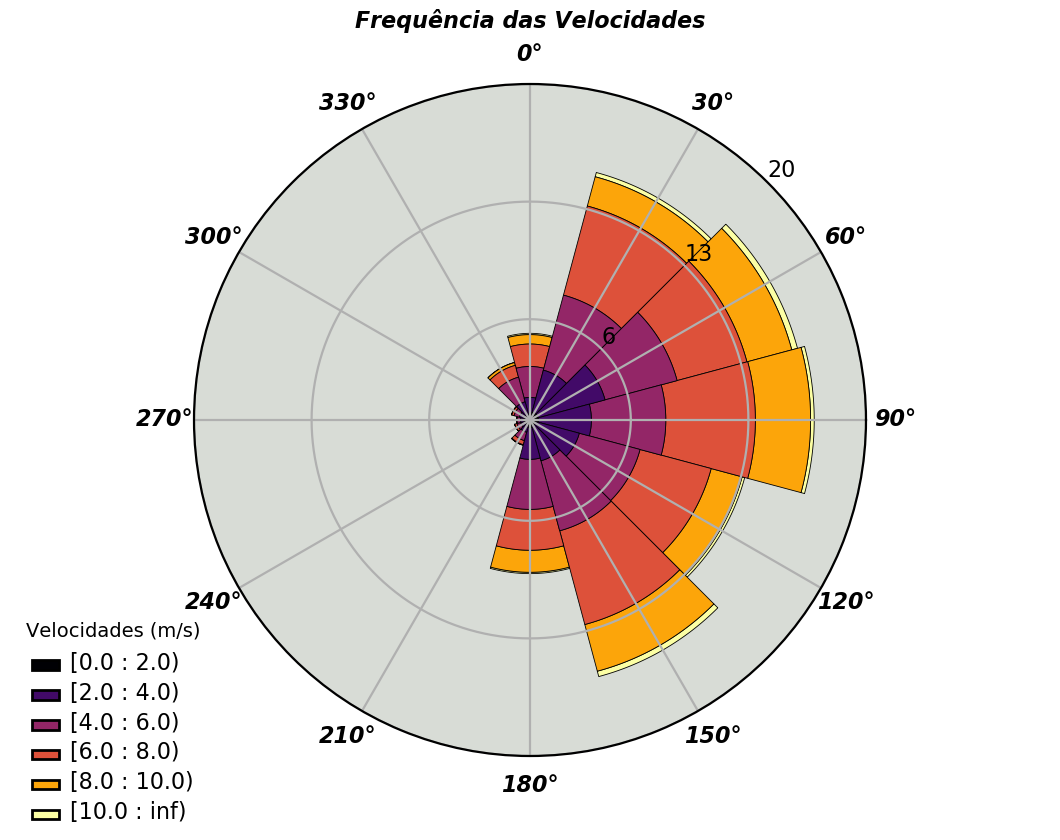 Frequência das Velocidades
0°
330°
30°
20
300°
60°
13
6
270°
90°
240°
120°
210°
150°
180°
Velocidades (m/s)
[0.0 : 2.0)
[2.0 : 4.0)
[4.0 : 6.0)
[6.0 : 8.0)
[8.0 : 10.0)
[10.0 : inf)